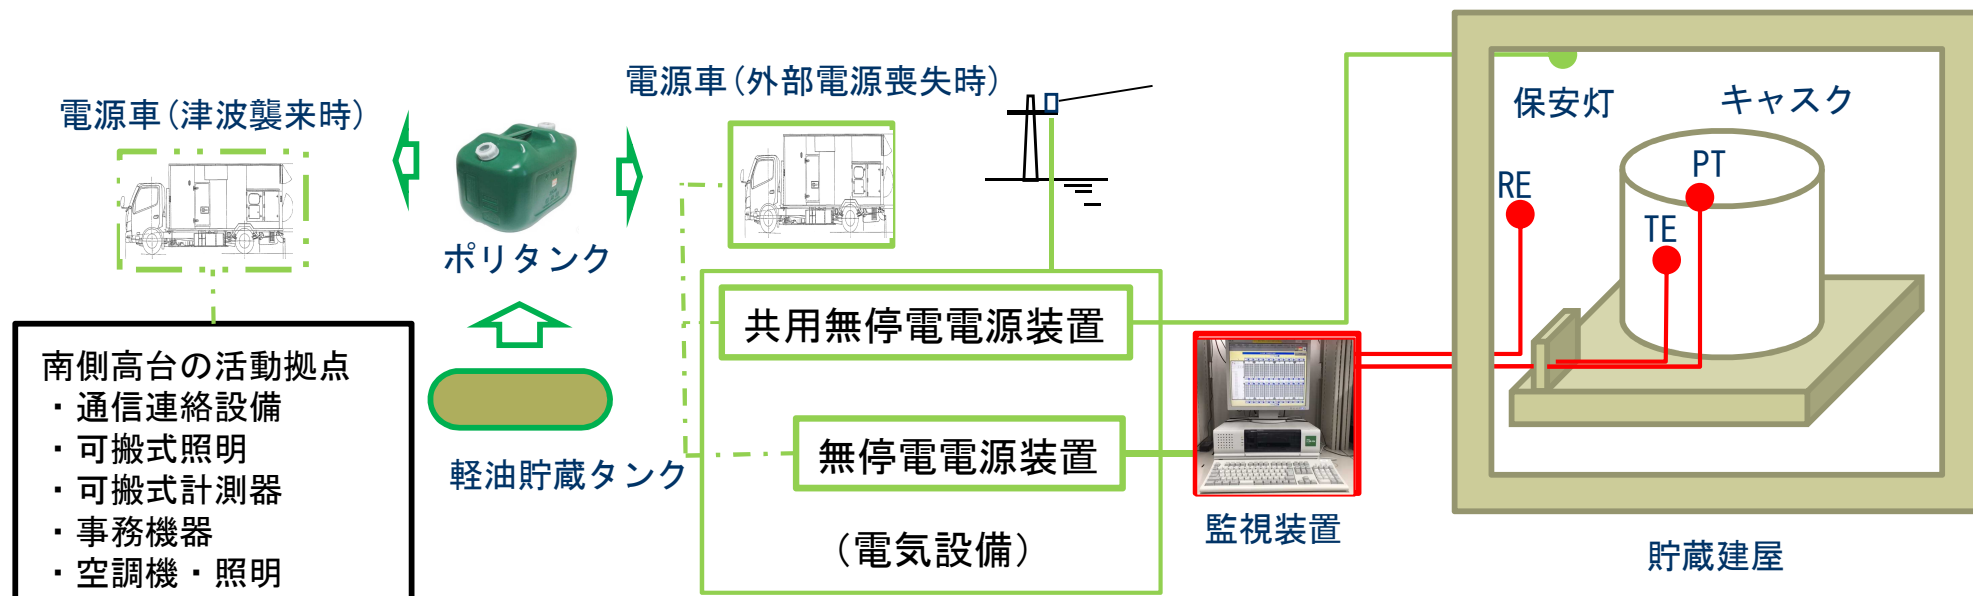 電源車(津波襲来時)
電源車(外部電源喪失時)
ポリタンク
軽油貯蔵タンク
南側高台の活動拠点
・通信連絡設備
・可搬式照明
・可搬式計測器
・事務機器
・空調機・照明
共用無停電電源装置
無停電電源装置
(電気設備)
監視装置
保安灯
キャスク
RE
PT
TE
貯蔵建屋